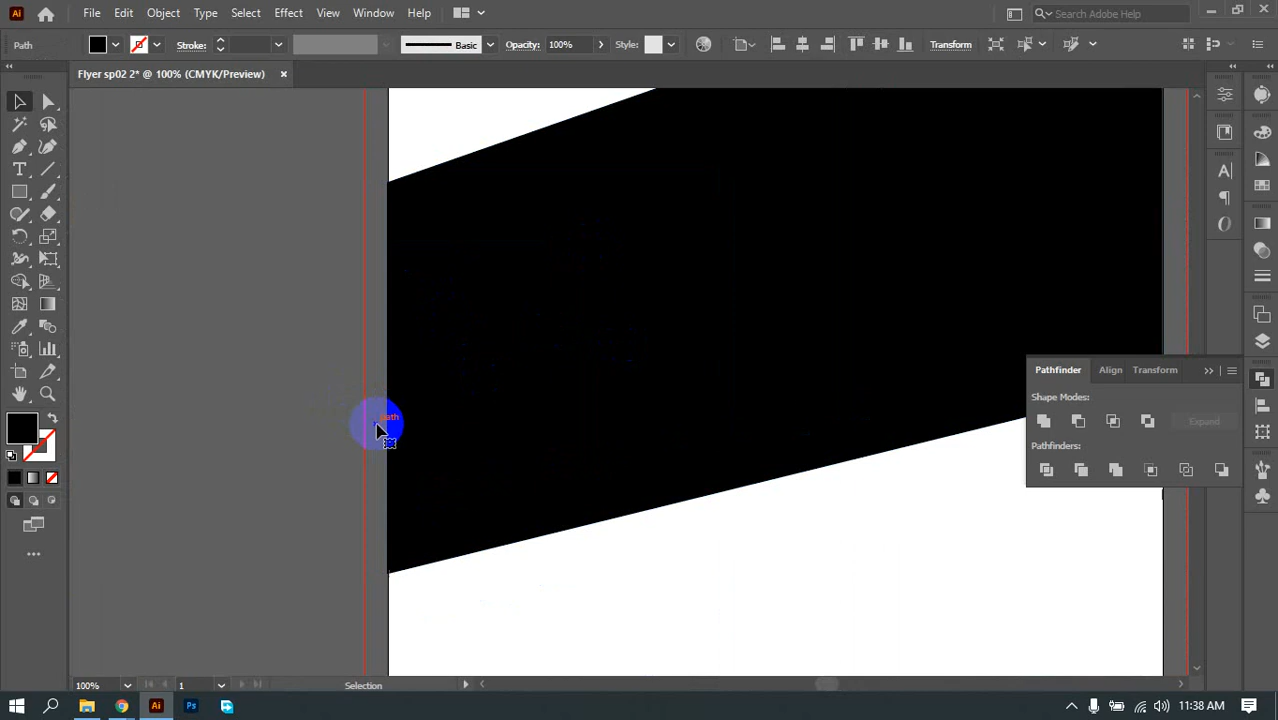 File Edit Object Type Select Effect View Window Help Search Adobe Help
Path Stroke: Basic Opacity: 100% Style: Transform
Flyer sp02 2* @ 100% (CMYK/Preview)
Pathfinder Align Transform
Shape Modes:
Expand
Pathfinders:
path
100% 1 Selection
11:38 AM